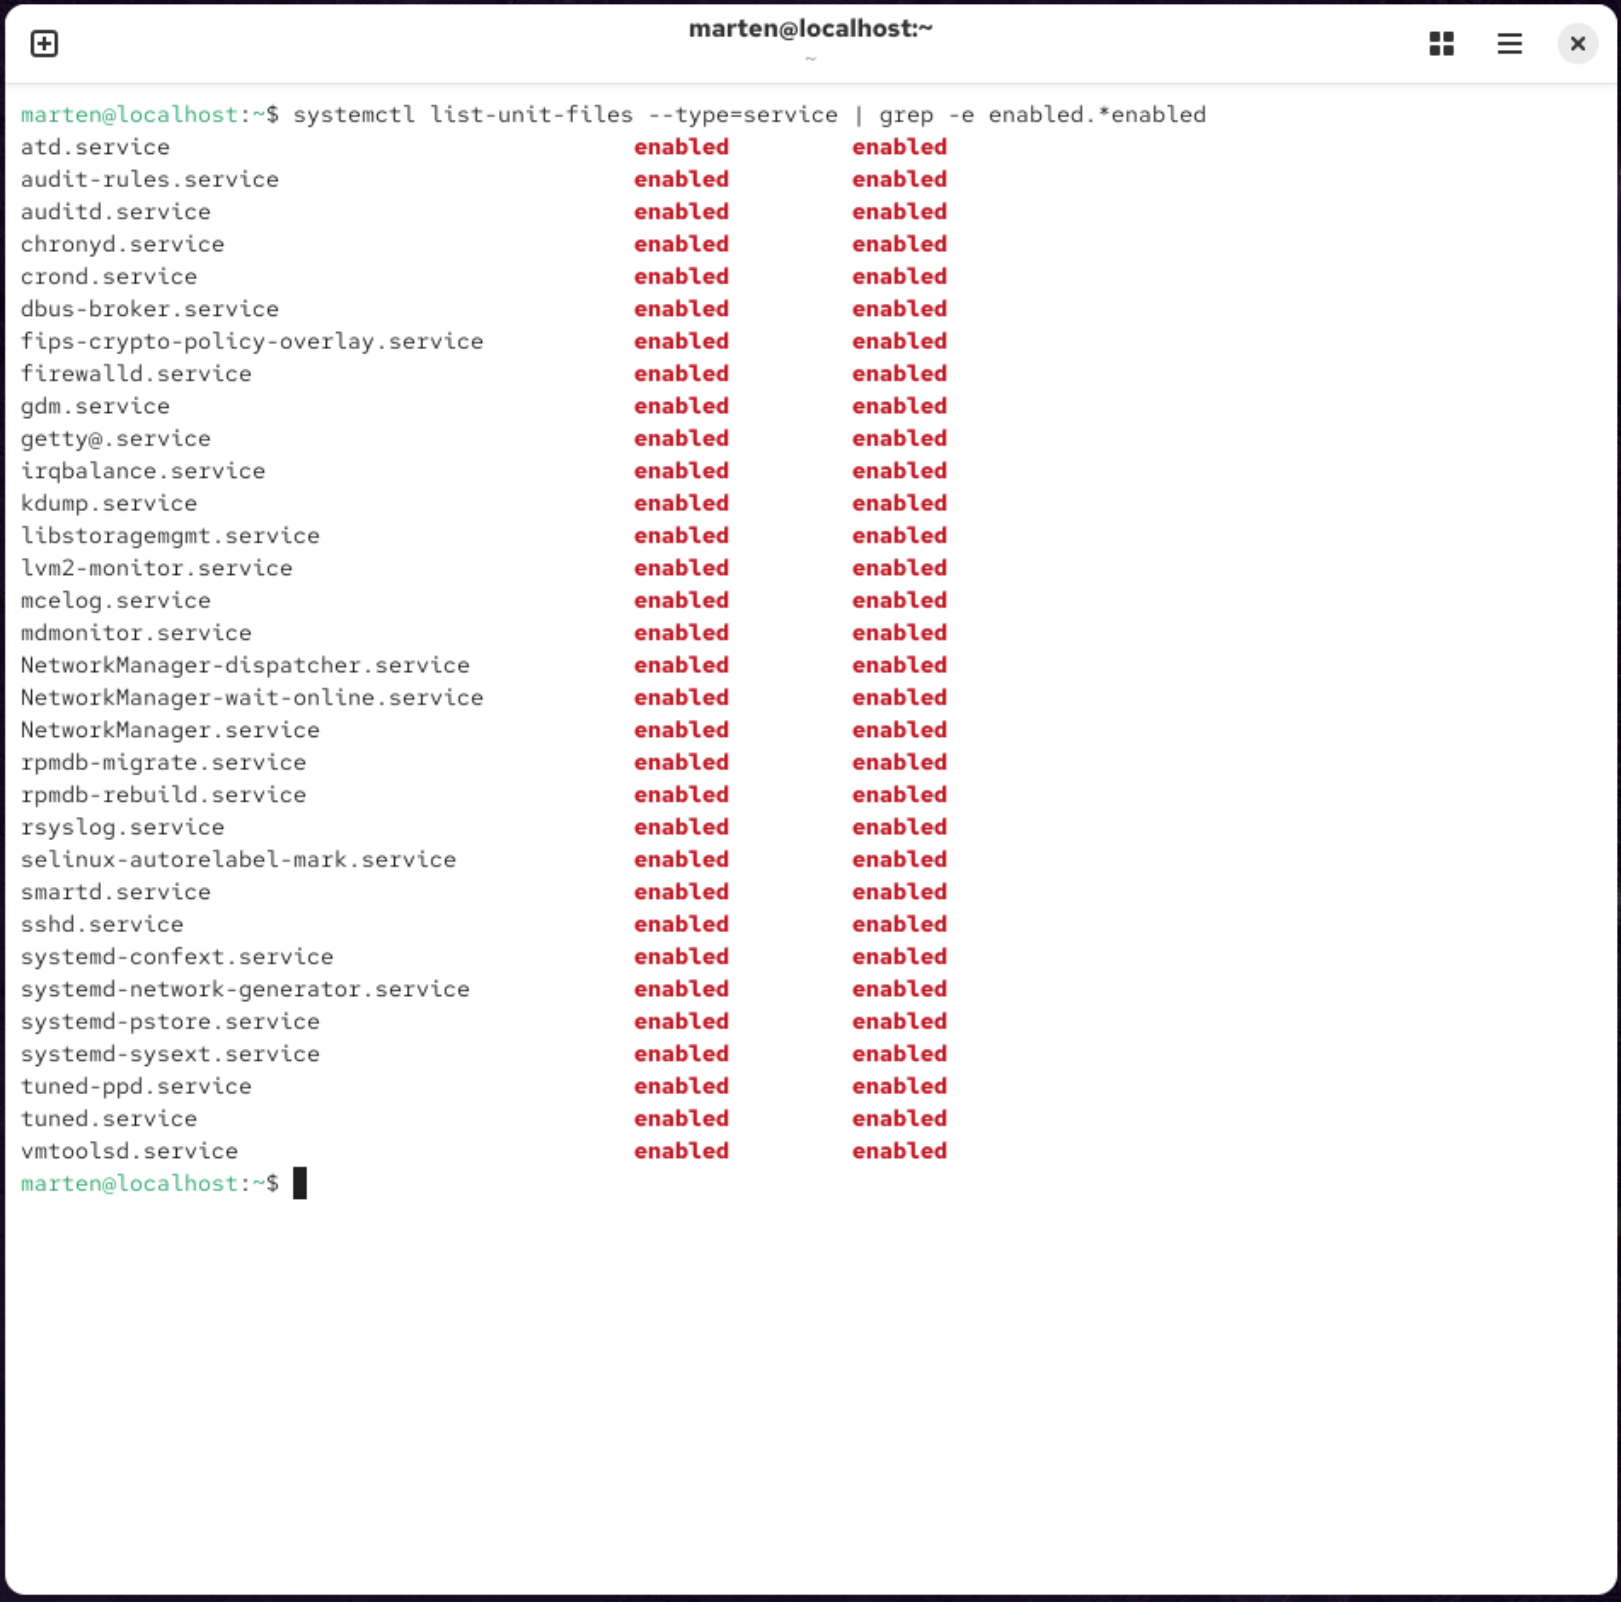 marten@localhost:~
~
marten@localhost:~$ systemctl list-unit-files --type=service | grep -e enabled.*enabled
atd.service enabled enabled
audit-rules.service enabled enabled
auditd.service enabled enabled
chronyd.service enabled enabled
crond.service enabled enabled
dbus-broker.service enabled enabled
fips-crypto-policy-overlay.service enabled enabled
firewalld.service enabled enabled
gdm.service enabled enabled
getty@.service enabled enabled
irqbalance.service enabled enabled
kdump.service enabled enabled
libstoragemgmt.service enabled enabled
lvm2-monitor.service enabled enabled
mcelog.service enabled enabled
mdmonitor.service enabled enabled
NetworkManager-dispatcher.service enabled enabled
NetworkManager-wait-online.service enabled enabled
NetworkManager.service enabled enabled
rpmdb-migrate.service enabled enabled
rpmdb-rebuild.service enabled enabled
rsyslog.service enabled enabled
selinux-autorelabel-mark.service enabled enabled
smartd.service enabled enabled
sshd.service enabled enabled
systemd-confext.service enabled enabled
systemd-network-generator.service enabled enabled
systemd-pstore.service enabled enabled
systemd-sysext.service enabled enabled
tuned-ppd.service enabled enabled
tuned.service enabled enabled
vmtoolsd.service enabled enabled
marten@localhost:~$